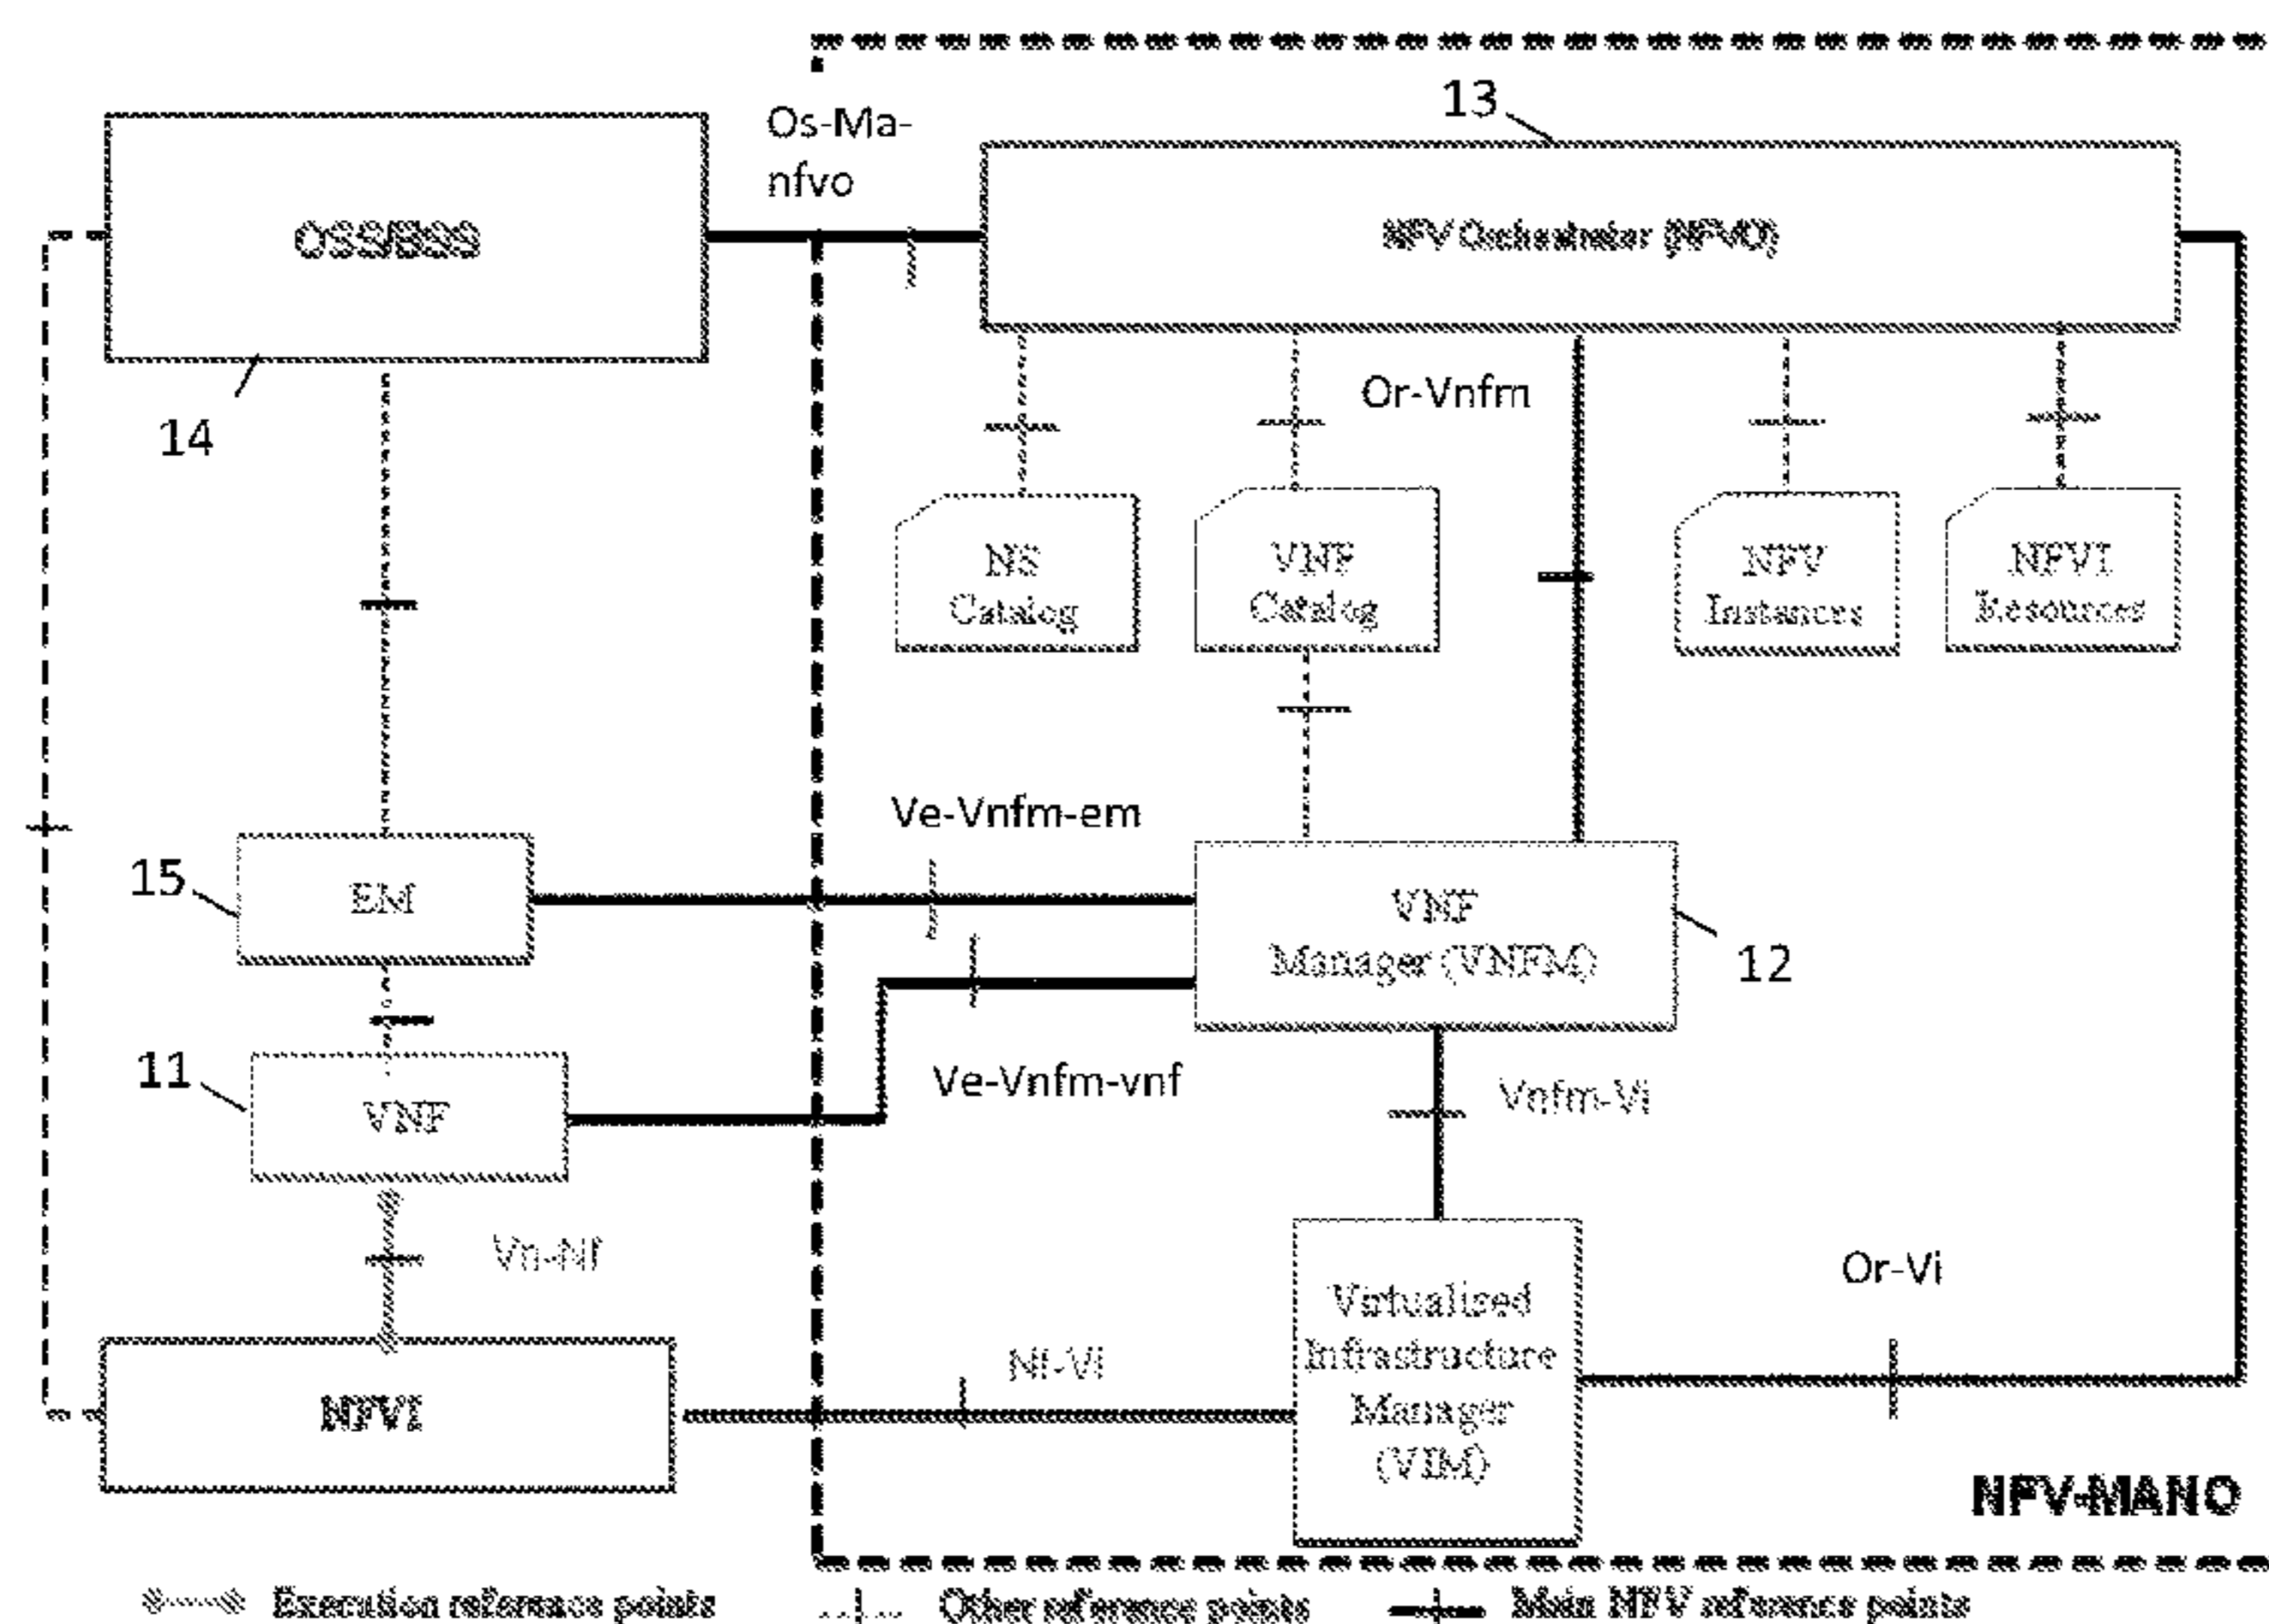 Os-Ma-
nfvo
13
OSS/BSS
NFV Orchestrator (NFVO)
14
Or-Vnfm
NS
Catalog
VNF
Catalog
NFV
Instances
NFVI
Resources
Ve-Vnfm-em
15
EM
VNF
Manager (VNFM)
12
11
VNF
Ve-Vnfm-vnf
Vnfm-Vi
Vn-Nf
Or-Vi
Virtualised
Infrastructure
Manager
(VIM)
Nf-Vi
NFVI
NFV-MANO
Execution reference points
Other reference points
Main NFV reference points